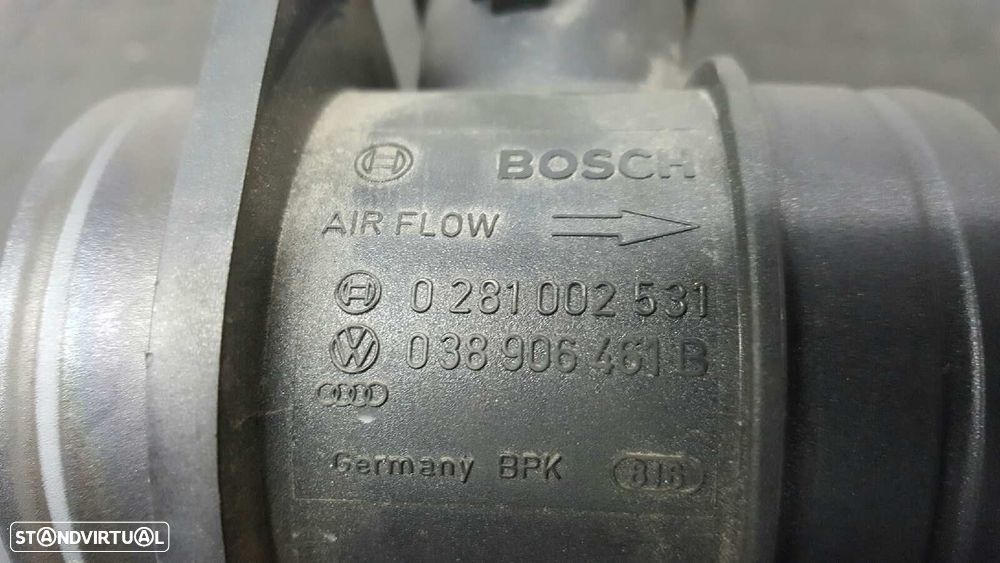 BOSCH
AIR FLOW
0 281 002 531
038 906 461 B
Germany BPK 816
STANDVIRTUAL